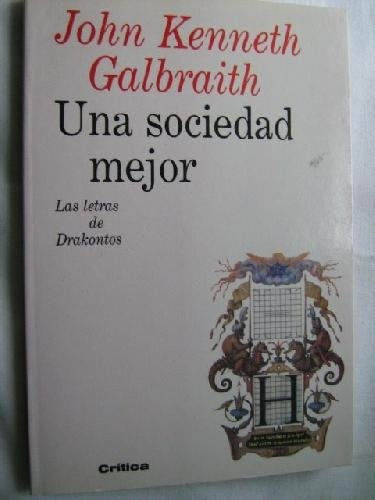 John Kenneth
Galbraith
Una sociedad
mejor
Las letras
de
Drakontos
H
Crítica